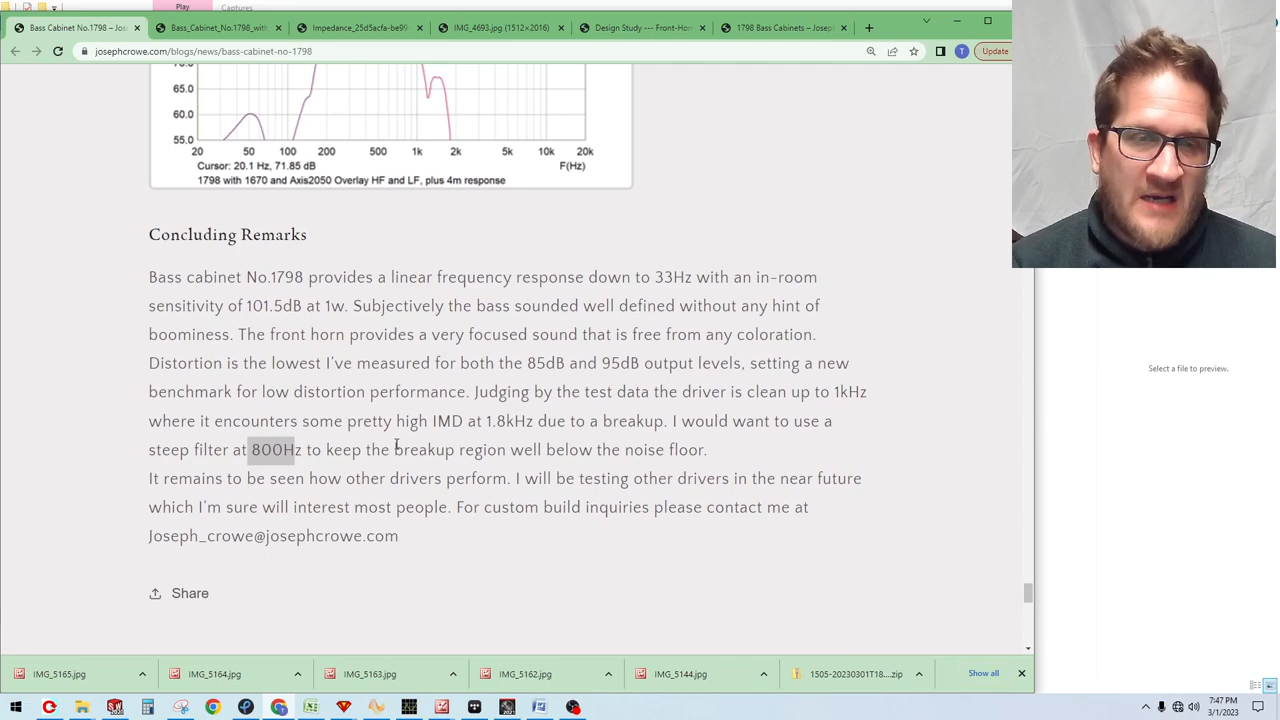 Play
Captures
Bass Cabinet No.1798 – Joseph
Bass_Cabinet_No.1798_with
Impedance_25d5acfa-be99
IMG_4693.jpg (1512×2016)
Design Study --- Front-Horn
1798 Bass Cabinets – Joseph
josephcrowe.com/blogs/news/bass-cabinet-no-1798
T
Update
70.0
65.0
60.0
55.0
20 50 100 200 500 1k 2k 5k 10k 20k
Cursor: 20.1 Hz, 71.85 dB
F(Hz)
1798 with 1670 and Axis2050 Overlay HF and LF, plus 4m response
Concluding Remarks
Bass cabinet No.1798 provides a linear frequency response down to 33Hz with an in-room
sensitivity of 101.5dB at 1w. Subjectively the bass sounded well defined without any hint of
boominess. The front horn provides a very focused sound that is free from any coloration.
Distortion is the lowest I've measured for both the 85dB and 95dB output levels, setting a new
benchmark for low distortion performance. Judging by the test data the driver is clean up to 1kHz
where it encounters some pretty high IMD at 1.8kHz due to a breakup. I would want to use a
steep filter at 800Hz to keep the breakup region well below the noise floor.
It remains to be seen how other drivers perform. I will be testing other drivers in the near future
which I'm sure will interest most people. For custom build inquiries please contact me at
Joseph_crowe@josephcrowe.com
Share
Select a file to preview.
IMG_5165.jpg
IMG_5164.jpg
IMG_5163.jpg
IMG_5162.jpg
IMG_5144.jpg
1505-20230301T18....zip
Show all
7:47 PM
3/1/2023